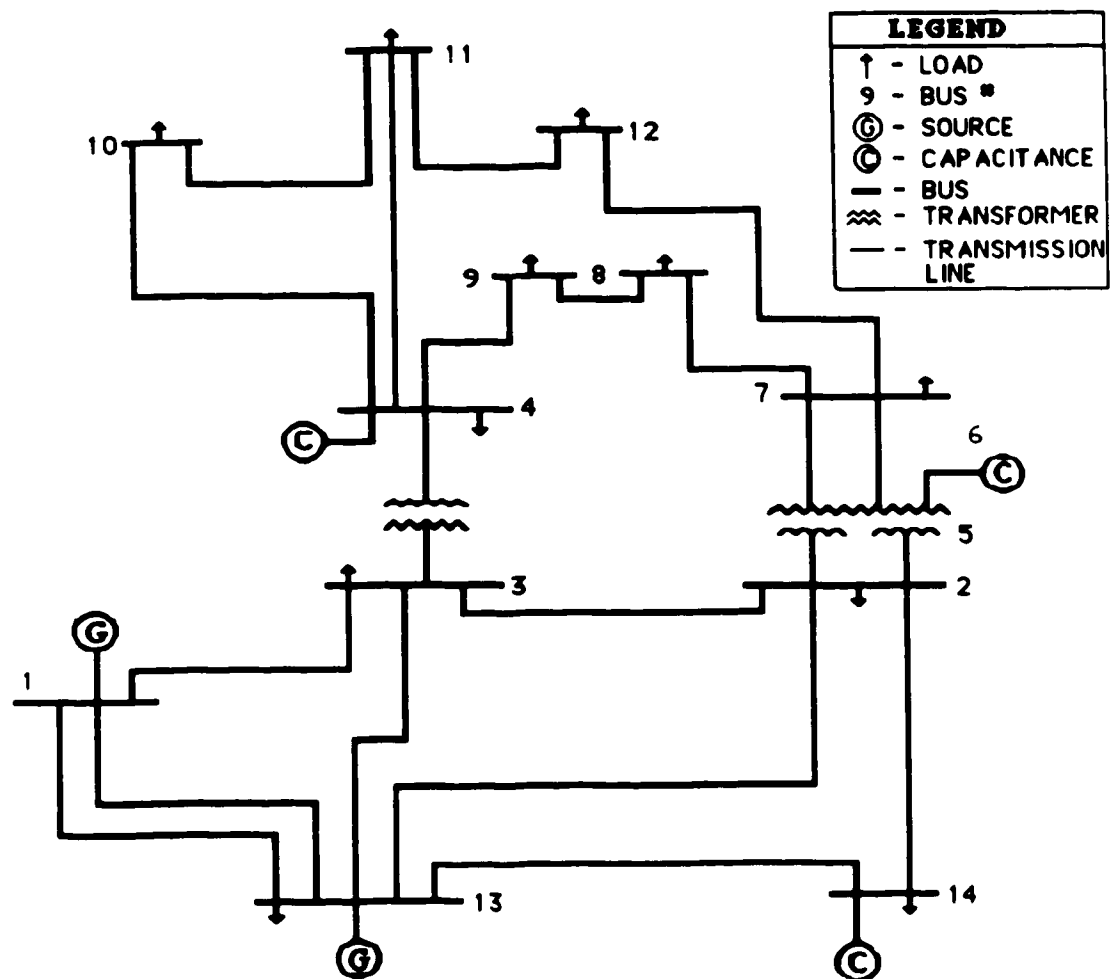 LEGEND
↑ - LOAD
9 - BUS #
G - SOURCE
C - CAPACITANCE
- BUS
- TRANSFORMER
- TRANSMISSION
LINE
11
10
12
9
8
4
7
C
6
C
5
3
2
G
1
13
14
G
C